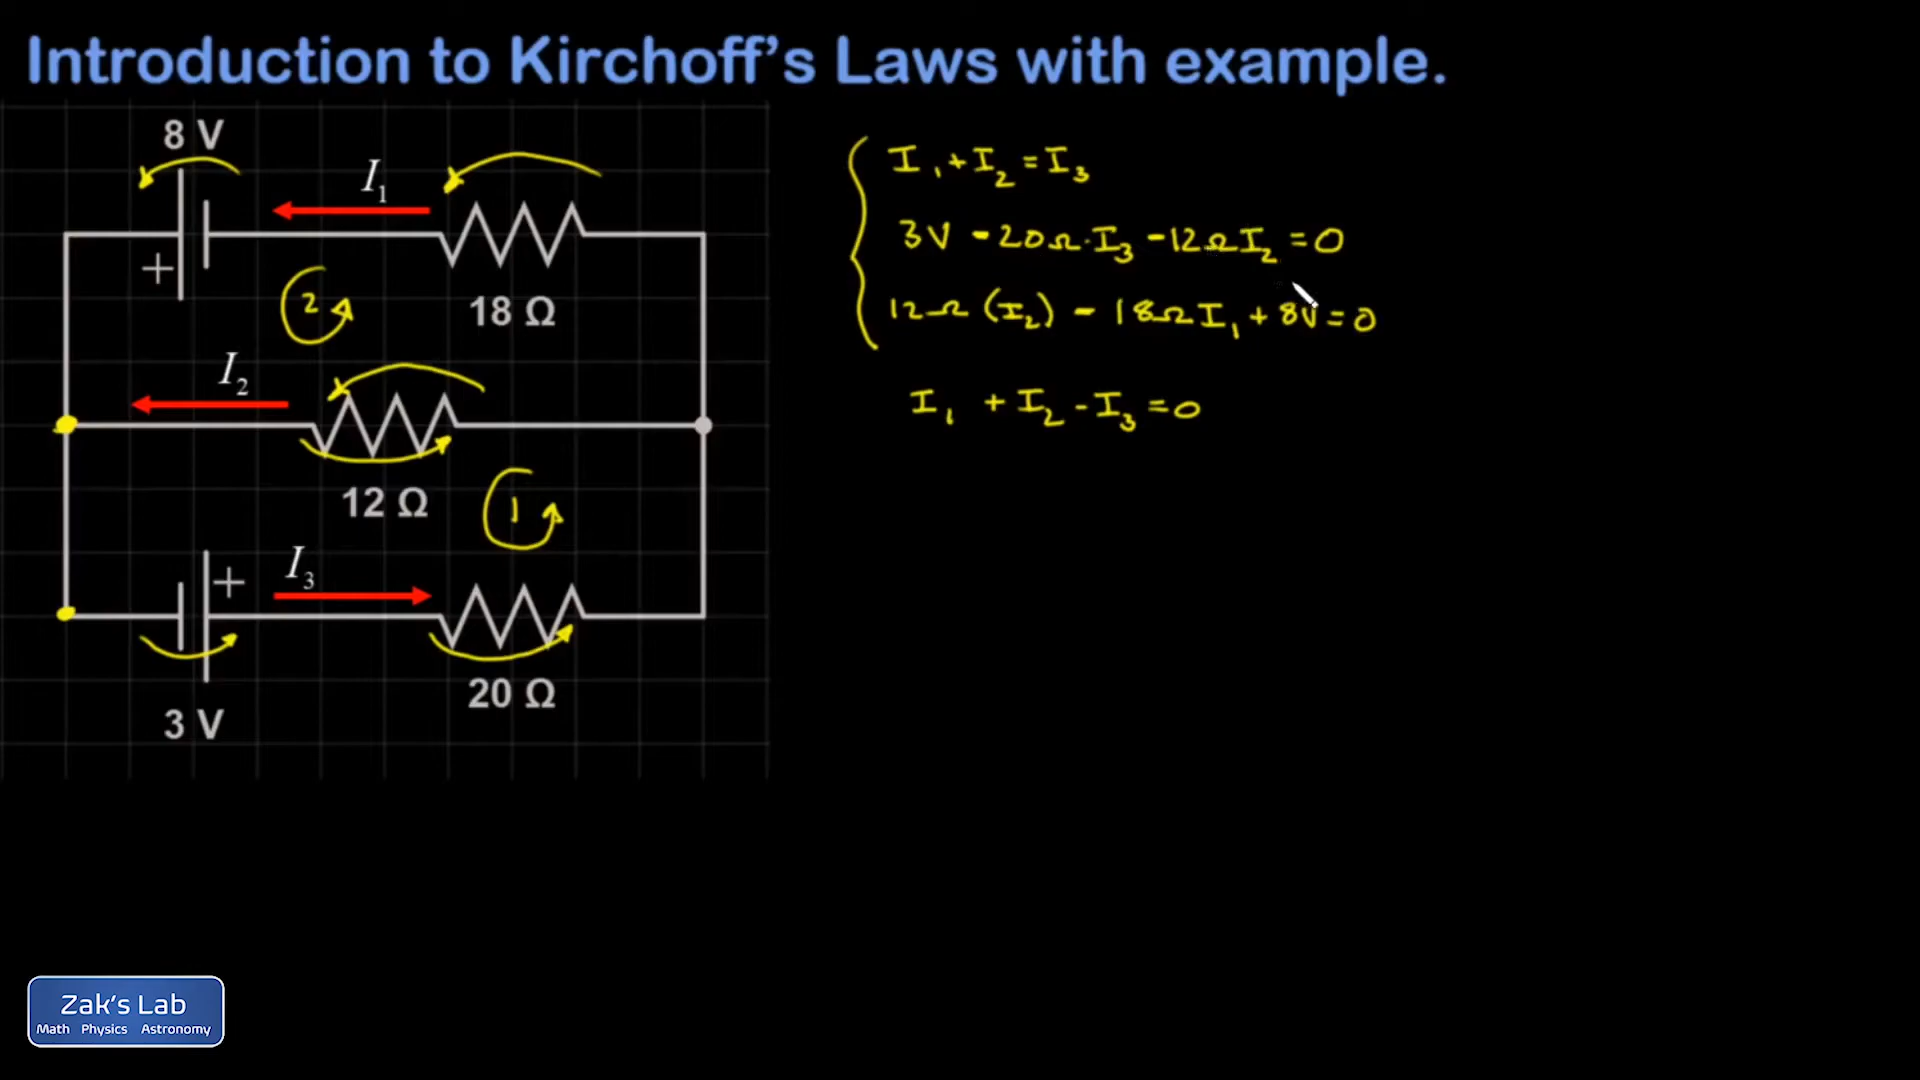 Introduction to Kirchoff's Laws with example.
8 V
I₁
+
2
18 Ω
I₂
12 Ω
1
I₃
+
20 Ω
3 V
I₁ + I₂ = I₃
3V - 20Ω · I₃ - 12Ω I₂ = 0
12Ω (I₂) - 18Ω I₁ + 8V = 0
I₁ + I₂ - I₃ = 0
Zak's Lab
Math Physics Astronomy